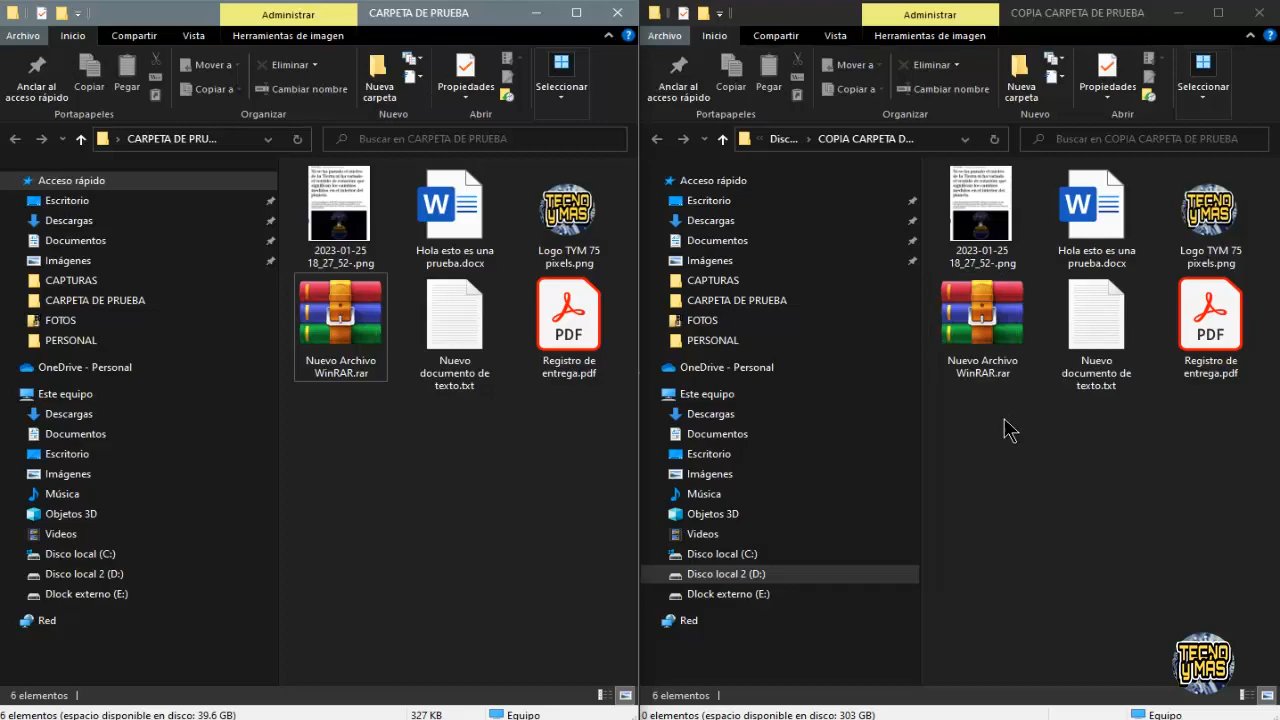 Administrar
CARPETA DE PRUEBA
Archivo
Inicio
Compartir
Vista
Herramientas de imagen
Anclar al
acceso rápido
Copiar
Pegar
Mover a
Copiar a
Eliminar
Cambiar nombre
Nueva
carpeta
Propiedades
Seleccionar
Portapapeles
Organizar
Nuevo
Abrir
CARPETA DE PRU...
Buscar en CARPETA DE PRUEBA
Descargas
Documentos
Imágenes
CAPTURAS
CARPETA DE PRUEBA
FOTOS
PERSONAL
OneDrive - Personal
Este equipo
Descargas
Documentos
Escritorio
Imágenes
Música
Objetos 3D
Videos
Disco local (C:)
Disco local 2 (D:)
Dlock externo (E:)
Red
2023-01-25
18_27_52-.png
Hola esto es una
prueba.docx
TECNO
Y MAS
Logo TYM 75
pixels.png
Nuevo Archivo
WinRAR.rar
Nuevo
documento de
texto.txt
PDF
Registro de
entrega.pdf
6 elementos
6 elementos (espacio disponible en disco: 39.6 GB)
327 KB
Equipo
Administrar
COPIA CARPETA DE PRUEBA
Archivo
Inicio
Compartir
Vista
Herramientas de imagen
Anclar al
acceso rápido
Copiar
Pegar
Mover a
Copiar a
Eliminar
Cambiar nombre
Nueva
carpeta
Propiedades
Seleccionar
Portapapeles
Organizar
Nuevo
Abrir
Disc...
COPIA CARPETA D...
Buscar en COPIA CARPETA DE PRUEBA
Descargas
Documentos
Imágenes
CAPTURAS
CARPETA DE PRUEBA
FOTOS
PERSONAL
OneDrive - Personal
Este equipo
Descargas
Documentos
Escritorio
Imágenes
Música
Objetos 3D
Videos
Disco local (C:)
Disco local 2 (D:)
Dlock externo (E:)
Red
2023-01-25
18_27_52-.png
Hola esto es una
prueba.docx
TECNO
Y MAS
Logo TYM 75
pixels.png
Nuevo Archivo
WinRAR.rar
Nuevo
documento de
texto.txt
PDF
Registro de
entrega.pdf
TECNO
Y MAS
6 elementos
0 elementos (espacio disponible en disco: 303 GB)
Equipo